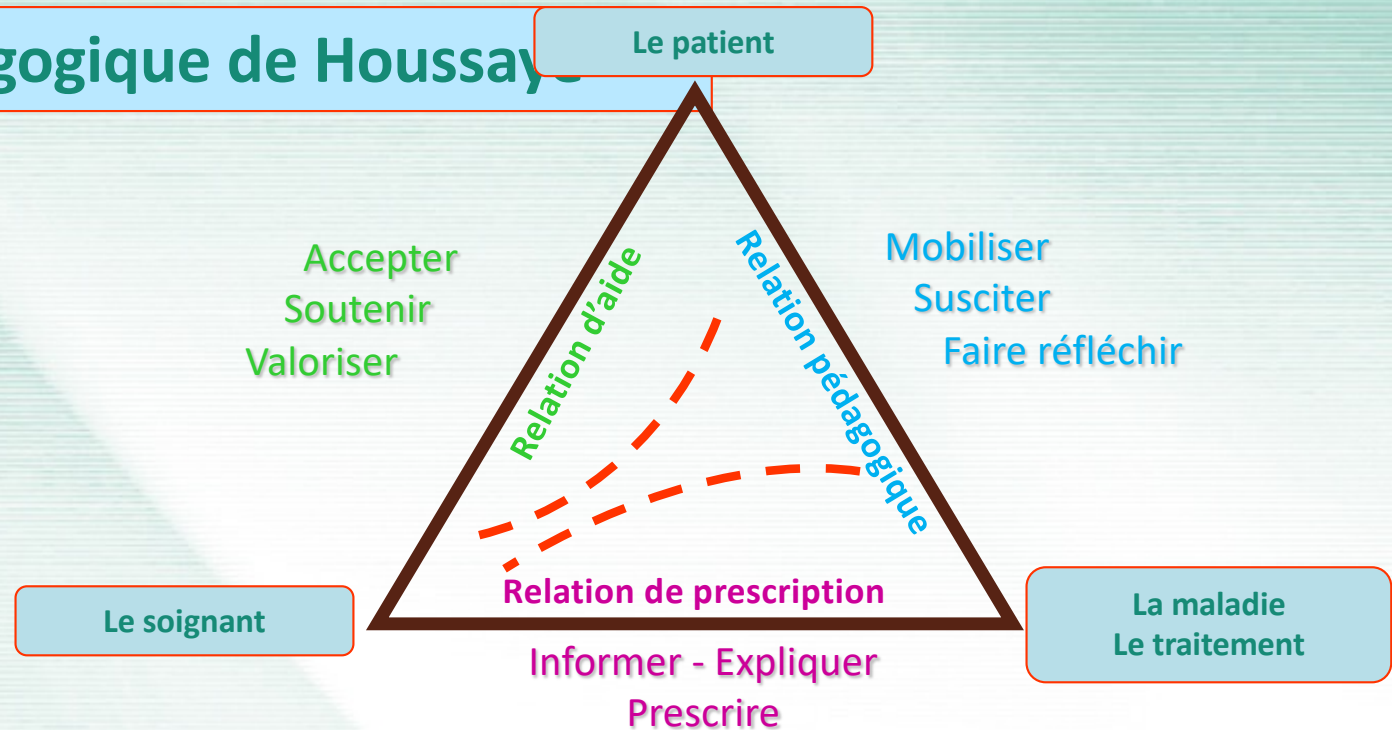 gogique de Houssaye
Le patient
Accepter
Soutenir
Valoriser
Relation d'aide
Relation pédagogique
Mobiliser
Susciter
Faire réfléchir
Le soignant
Relation de prescription
La maladie
Le traitement
Informer - Expliquer
Prescrire